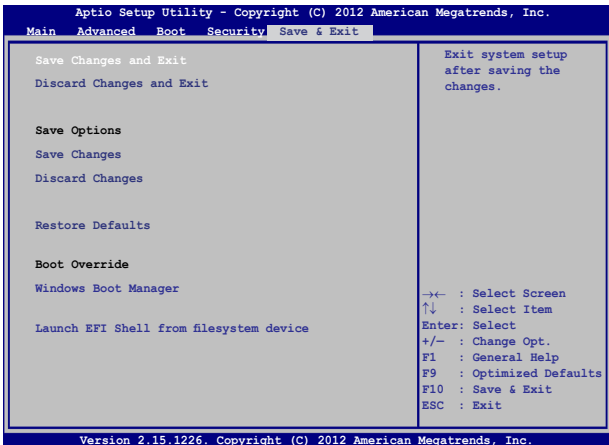 Aptio Setup Utility - Copyright (C) 2012 American Megatrends, Inc.
Main Advanced Boot Security Save & Exit
Save Changes and Exit
Discard Changes and Exit
Save Options
Save Changes
Discard Changes
Restore Defaults
Boot Override
Windows Boot Manager
Launch EFI Shell from filesystem device
Exit system setup
after saving the
changes.
→← : Select Screen
↑↓ : Select Item
Enter: Select
+/— : Change Opt.
F1 : General Help
F9 : Optimized Defaults
F10 : Save & Exit
ESC : Exit
Version 2.15.1226. Copyright (C) 2012 American Megatrends, Inc.